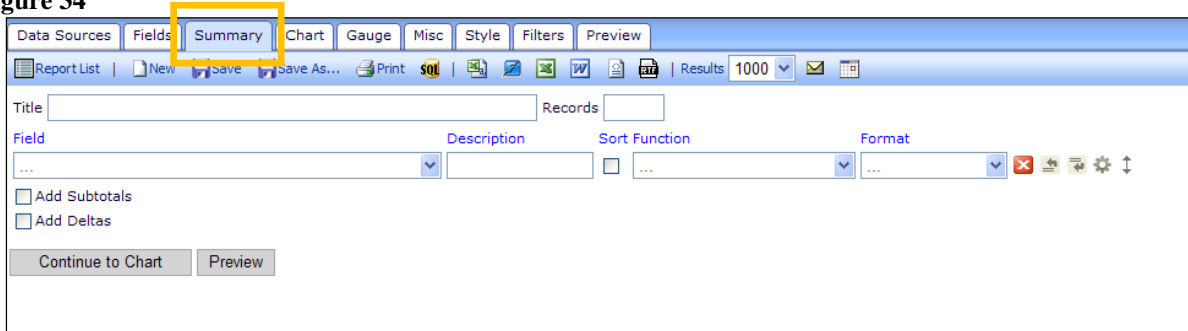 gure 34
Data Sources Fields Summary Chart Gauge Misc Style Filters Preview
Report List | New Save Save As... Print SQL | W RTF | Results 1000
Title Records
Field Description Sort Function Format
... ... ...
Add Subtotals
Add Deltas
Continue to Chart Preview